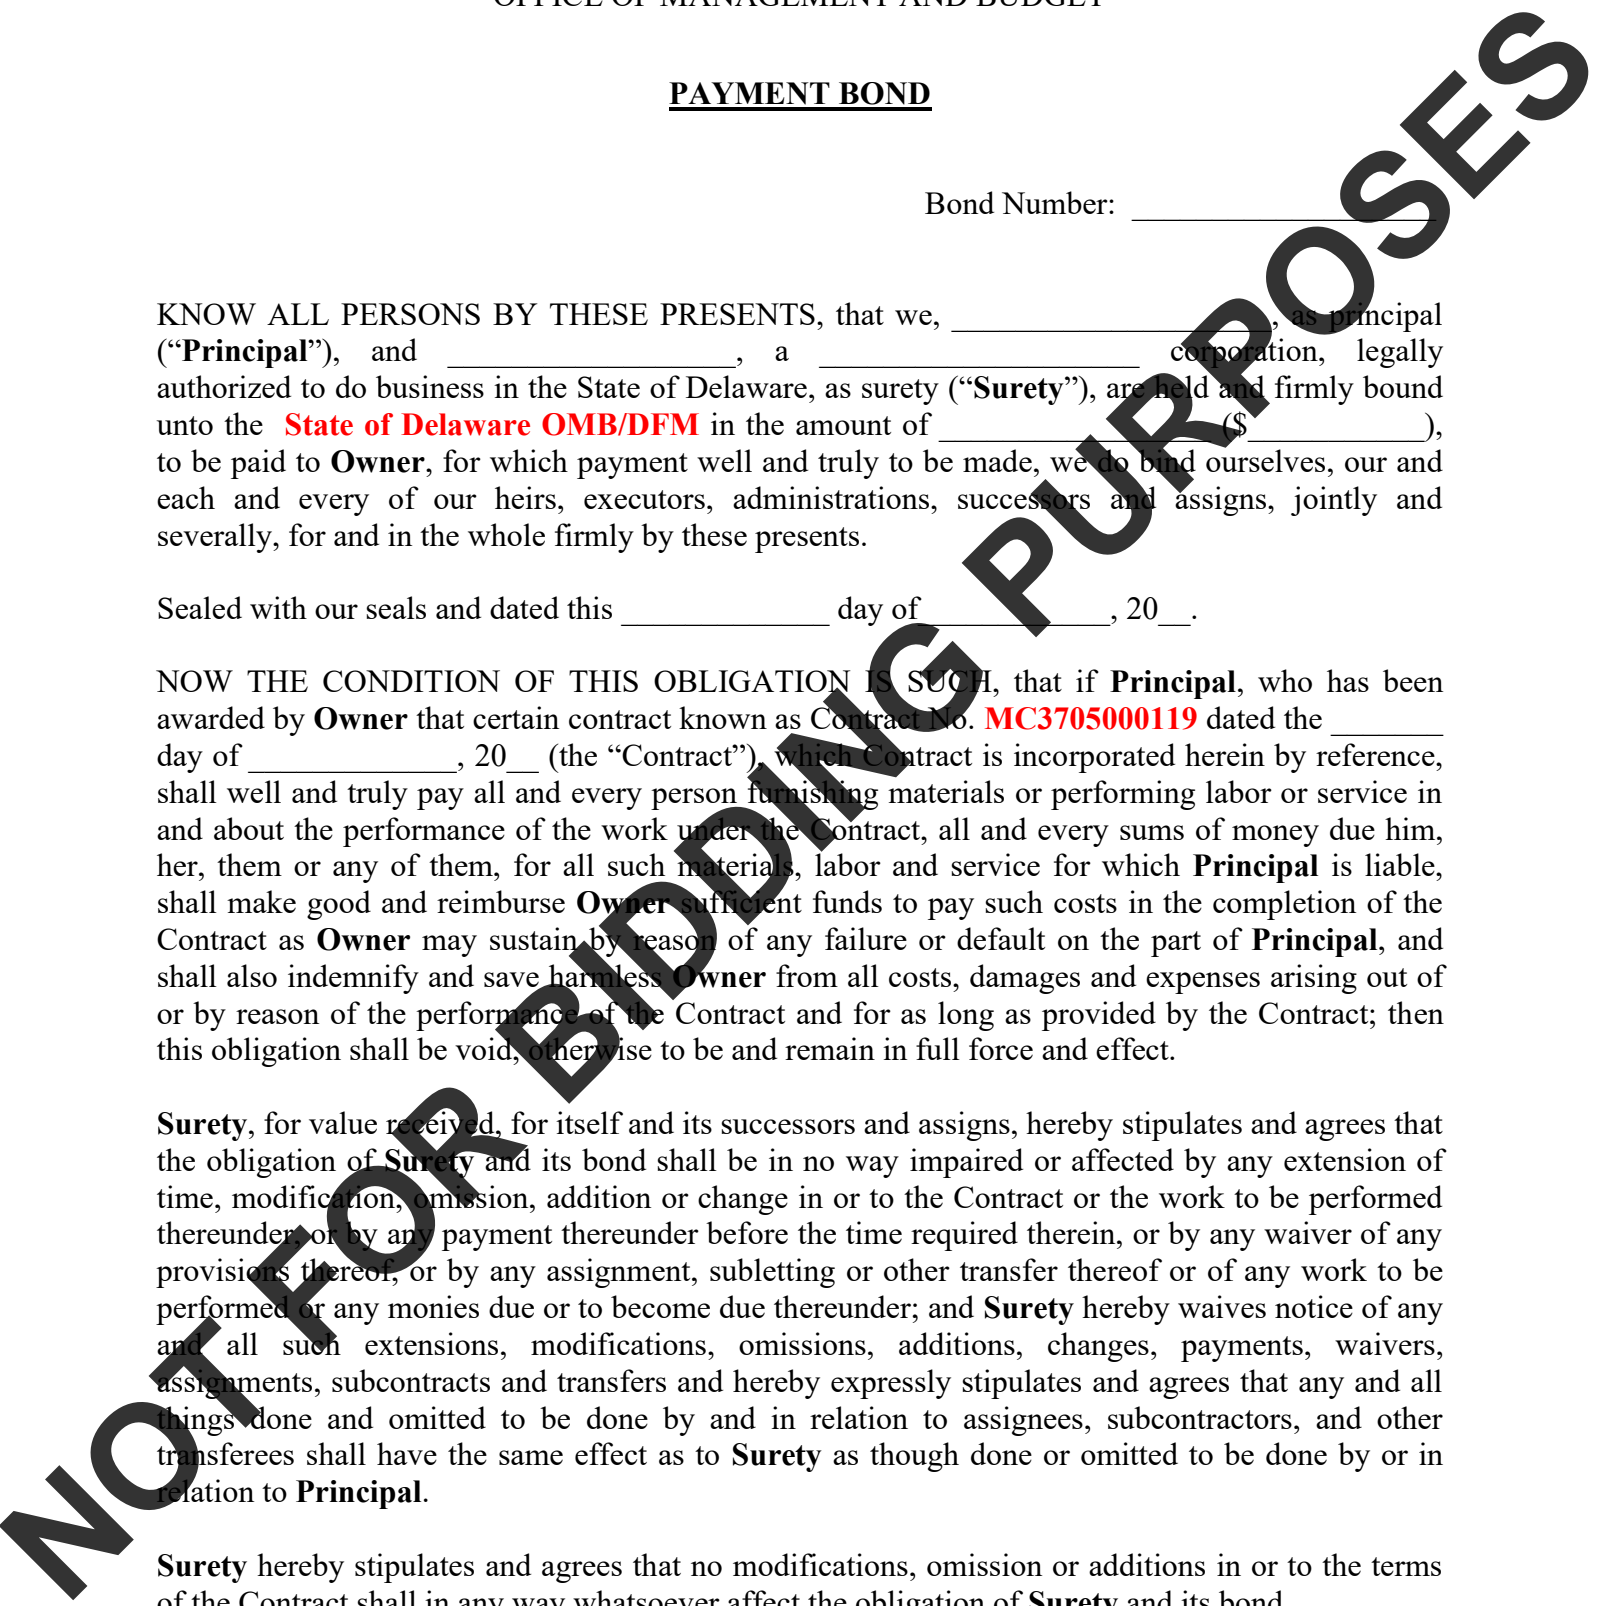 OFFICE OF MANAGEMENT AND BUDGET
PAYMENT BOND
Bond Number: ___________________
KNOW ALL PERSONS BY THESE PRESENTS, that we, ____________________, as principal
(“Principal”), and __________________, a ____________________ corporation, legally
authorized to do business in the State of Delaware, as surety (“Surety”), are held and firmly bound
unto the State of Delaware OMB/DFM in the amount of _________________ ($___________),
to be paid to Owner, for which payment well and truly to be made, we do bind ourselves, our and
each and every of our heirs, executors, administrations, successors and assigns, jointly and
severally, for and in the whole firmly by these presents.
Sealed with our seals and dated this _____________ day of____________, 20__.
NOW THE CONDITION OF THIS OBLIGATION IS SUCH, that if Principal, who has been
awarded by Owner that certain contract known as Contract No. MC3705000119 dated the _______
day of _____________, 20__ (the “Contract”), which Contract is incorporated herein by reference,
shall well and truly pay all and every person furnishing materials or performing labor or service in
and about the performance of the work under the Contract, all and every sums of money due him,
her, them or any of them, for all such materials, labor and service for which Principal is liable,
shall make good and reimburse Owner sufficient funds to pay such costs in the completion of the
Contract as Owner may sustain by reason of any failure or default on the part of Principal, and
shall also indemnify and save harmless Owner from all costs, damages and expenses arising out of
or by reason of the performance of the Contract and for as long as provided by the Contract; then
this obligation shall be void, otherwise to be and remain in full force and effect.
Surety, for value received, for itself and its successors and assigns, hereby stipulates and agrees that
the obligation of Surety and its bond shall be in no way impaired or affected by any extension of
time, modification, omission, addition or change in or to the Contract or the work to be performed
thereunder, or by any payment thereunder before the time required therein, or by any waiver of any
provisions thereof, or by any assignment, subletting or other transfer thereof or of any work to be
performed or any monies due or to become due thereunder; and Surety hereby waives notice of any
and all such extensions, modifications, omissions, additions, changes, payments, waivers,
assignments, subcontracts and transfers and hereby expressly stipulates and agrees that any and all
things done and omitted to be done by and in relation to assignees, subcontractors, and other
transferees shall have the same effect as to Surety as though done or omitted to be done by or in
relation to Principal.
Surety hereby stipulates and agrees that no modifications, omission or additions in or to the terms
of the Contract shall in any way whatsoever affect the obligation of Surety and its bond.
NOT FOR BIDDING PURPOSES